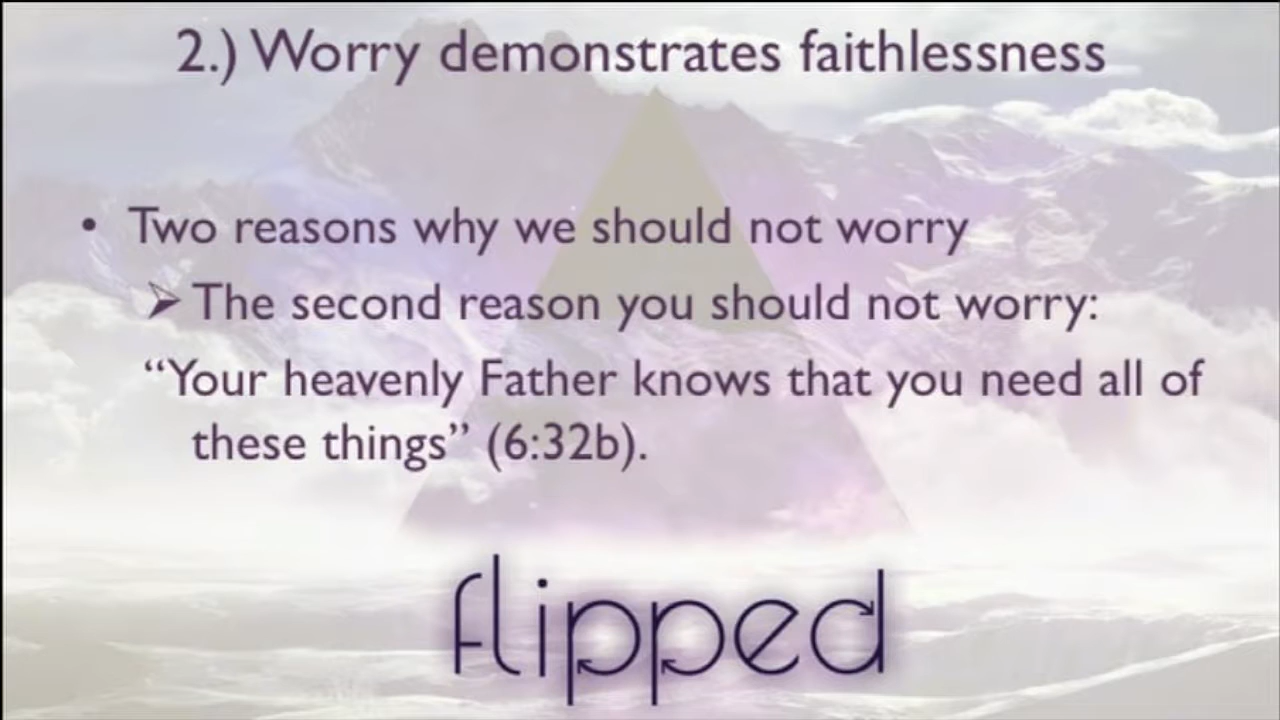 2.) Worry demonstrates faithlessness
• Two reasons why we should not worry
➢ The second reason you should not worry:
“Your heavenly Father knows that you need all of
these things” (6:32b).
flipped